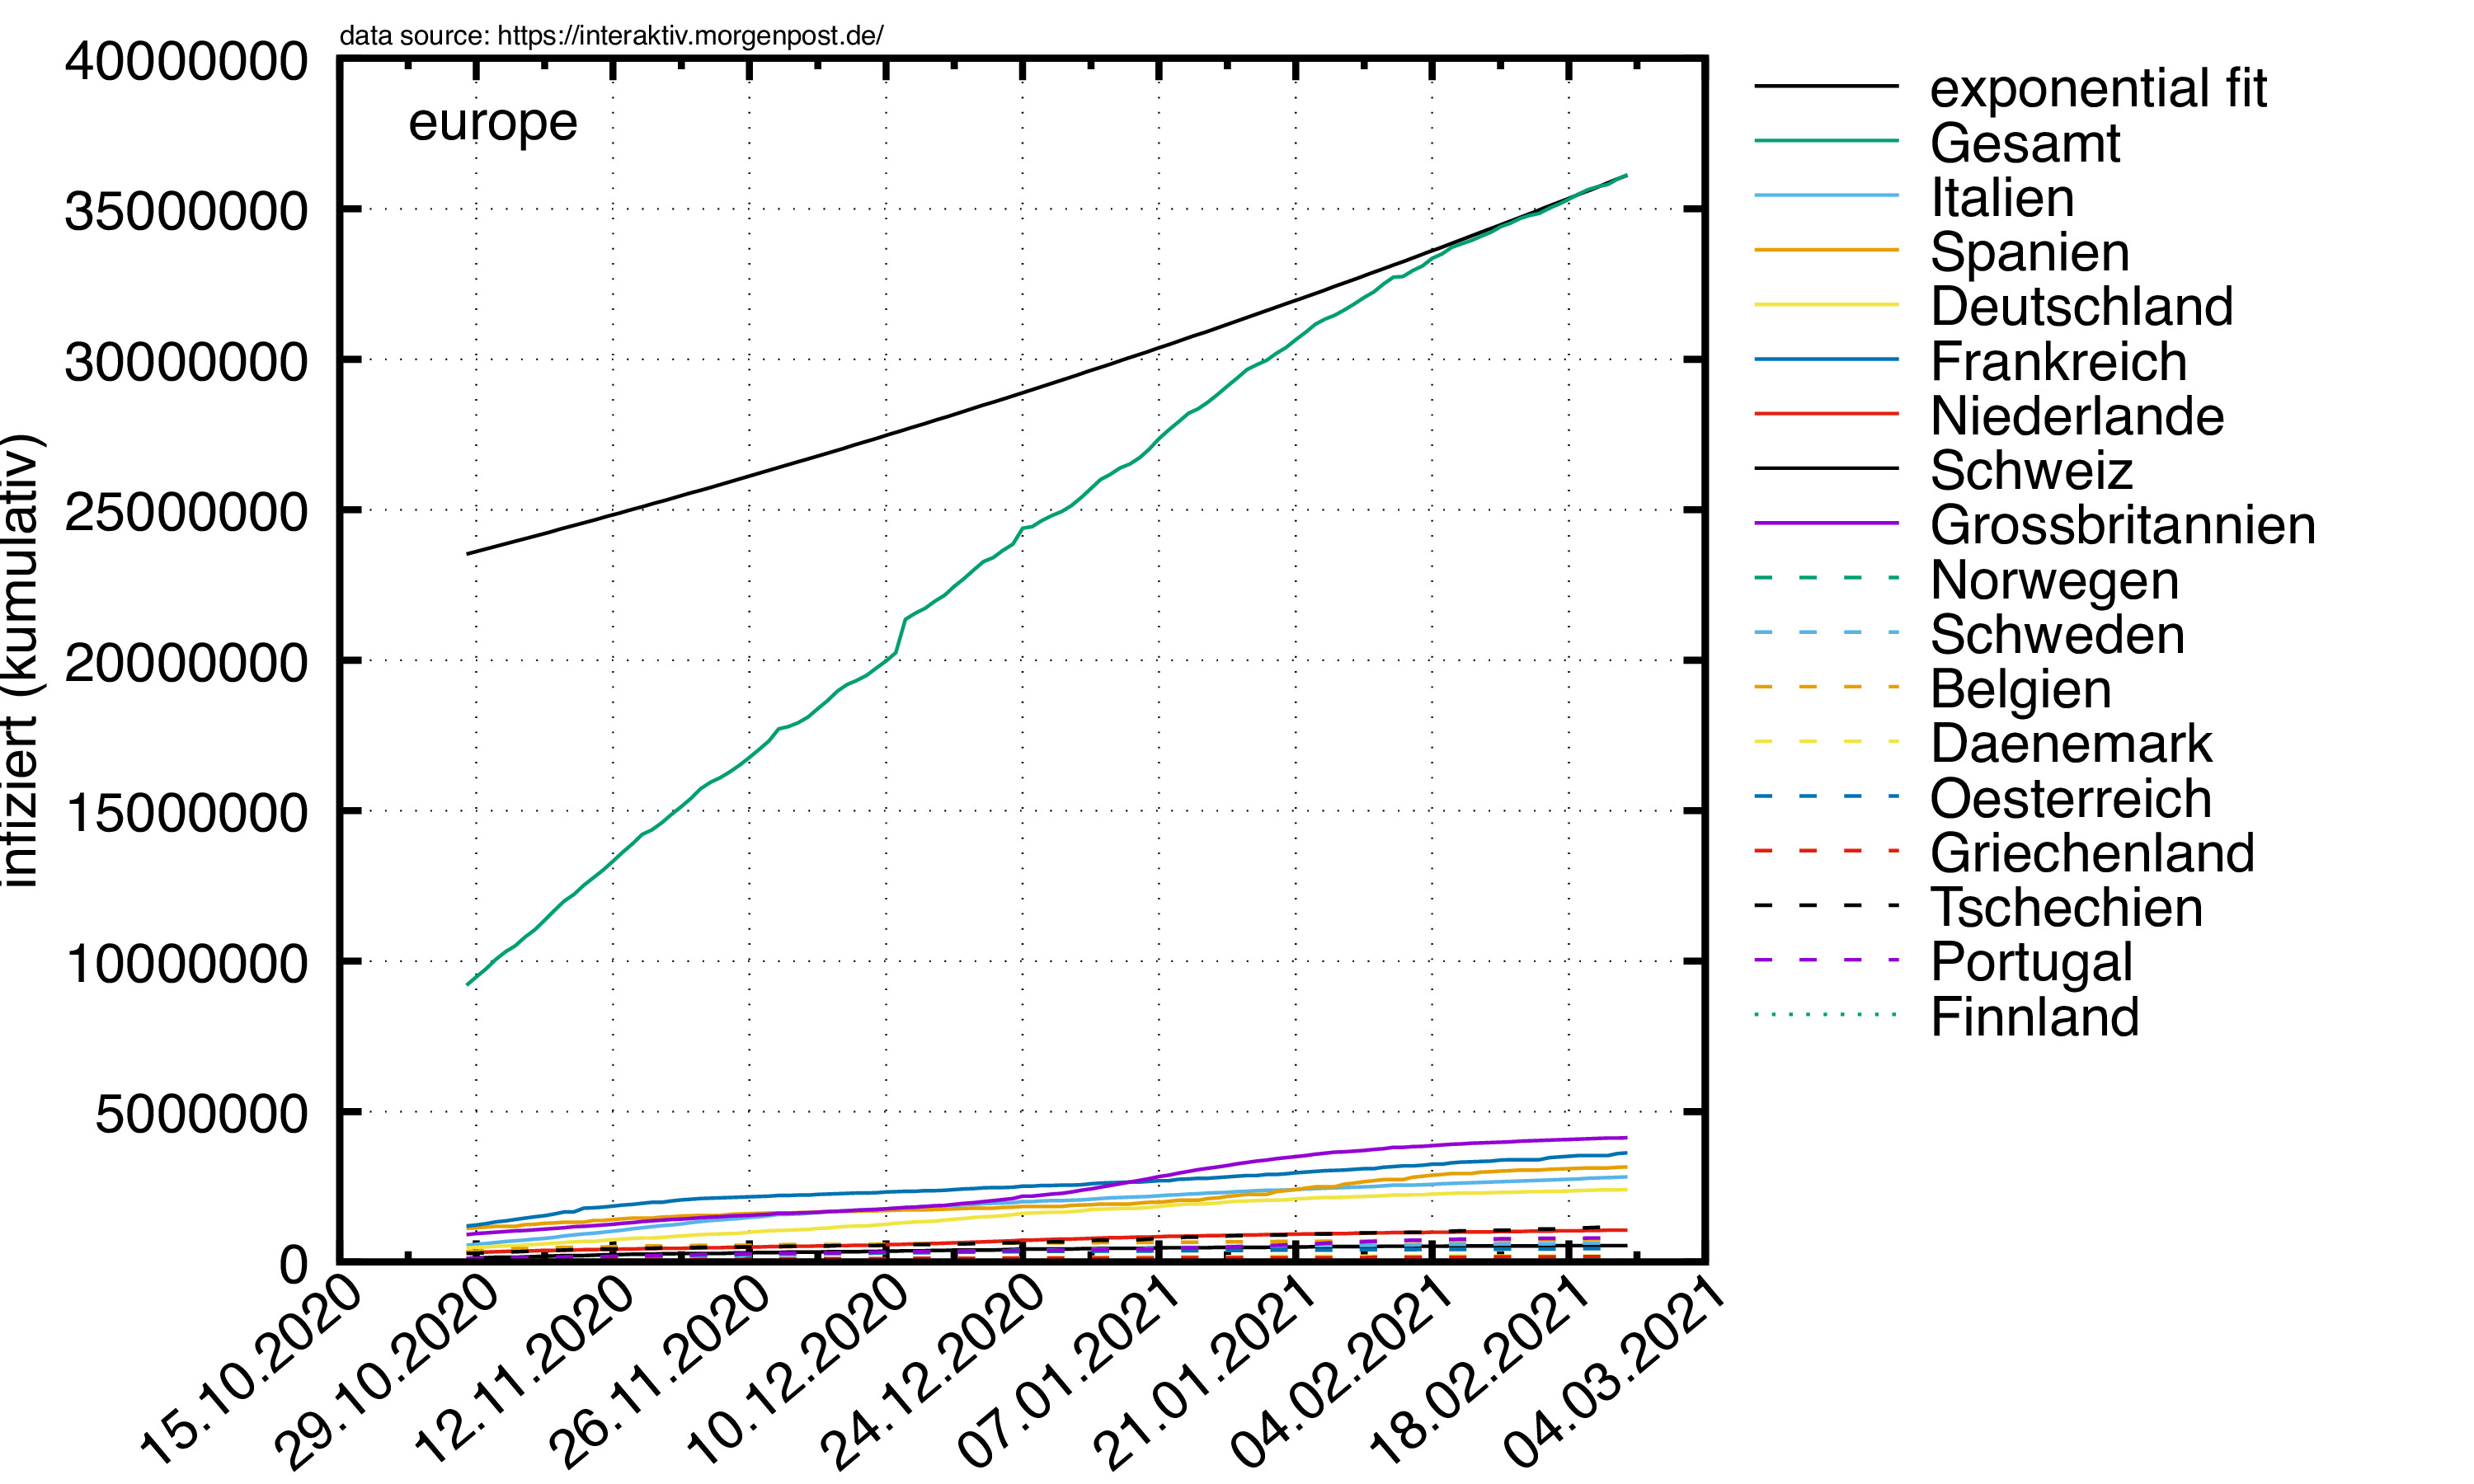 data source: https://interaktiv.morgenpost.de/
40000000
35000000
30000000
25000000
20000000
15000000
10000000
5000000
0
infiziert (kumulativ)
europe
exponential fit
Gesamt
Italien
Spanien
Deutschland
Frankreich
Niederlande
Schweiz
Grossbritannien
Norwegen
Schweden
Belgien
Daenemark
Oesterreich
Griechenland
Tschechien
Portugal
Finnland
15.10.2020
29.10.2020
12.11.2020
26.11.2020
10.12.2020
24.12.2020
07.01.2021
21.01.2021
04.02.2021
18.02.2021
04.03.2021